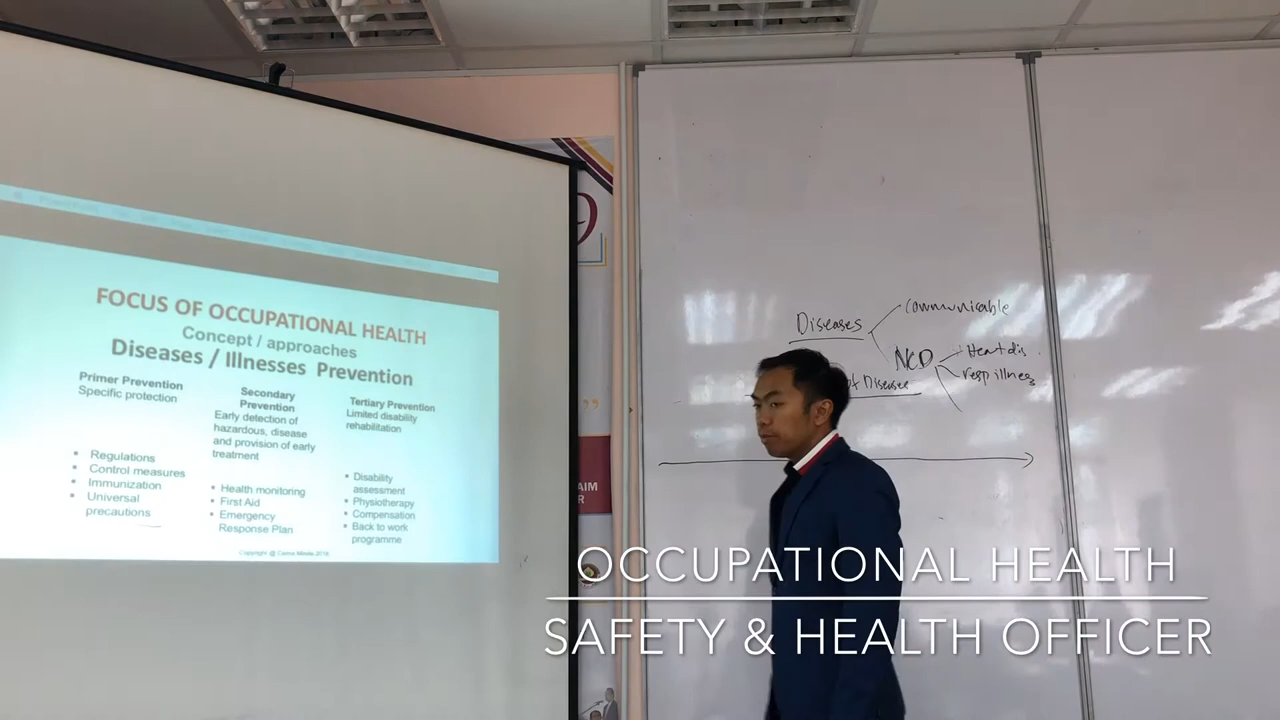 FOCUS OF OCCUPATIONAL HEALTH
Concept / approaches
Diseases / Illnesses Prevention
Primer Prevention
Specific protection
• Regulations
• Control measures
• Immunization
• Universal
precautions
Secondary
Prevention
Early detection of
hazardous, disease
and provision of early
treatment
• Health monitoring
• First Aid
• Emergency
Response Plan
Tertiary Prevention
Limited disability
rehabilitation
• Disability
assessment
• Physiotherapy
• Compensation
• Back to work
programme
Diseases
Communicable
NCD
Heart dis
resp illness
of Diseases
AIM
R
OCCUPATIONAL HEALTH
SAFETY & HEALTH OFFICER